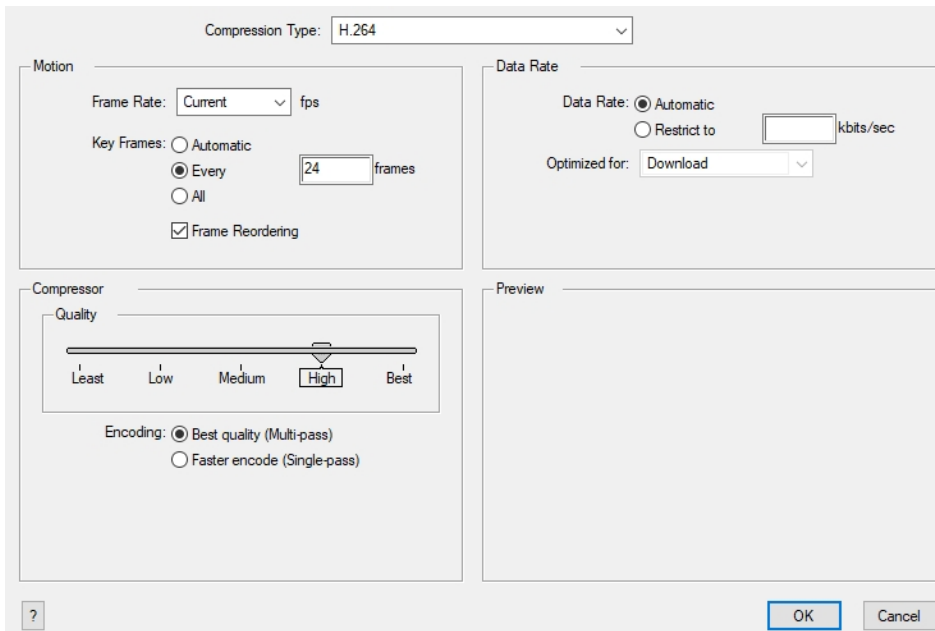 Compression Type: H.264
Motion
Frame Rate: Current fps
Key Frames: Automatic
Every 24 frames
All
Frame Reordering
Data Rate
Data Rate: Automatic
Restrict to kbits/sec
Optimized for: Download
Compressor
Quality
Least Low Medium High Best
Encoding: Best quality (Multi-pass)
Faster encode (Single-pass)
Preview
? OK Cancel